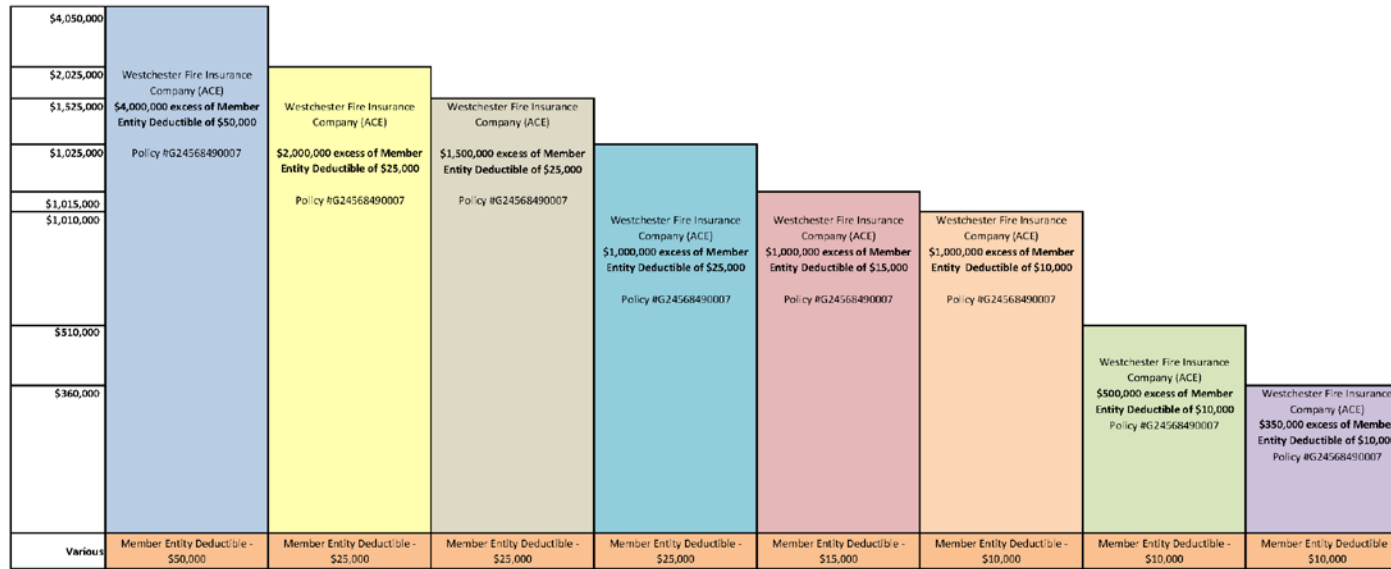 $4,050,000
$2,025,000
$1,525,000
$1,025,000
$1,015,000
$1,010,000
$510,000
$360,000
Various
Westchester Fire Insurance
Company (ACE)
$4,000,000 excess of Member
Entity Deductible of $50,000
Policy #G24568490007
Member Entity Deductible -
$50,000
Westchester Fire Insurance
Company (ACE)
$2,000,000 excess of Member
Entity Deductible of $25,000
Policy #G24568490007
Member Entity Deductible -
$25,000
Westchester Fire Insurance
Company (ACE)
$1,500,000 excess of Member
Entity Deductible of $25,000
Policy #G24568490007
Member Entity Deductible -
$25,000
Westchester Fire Insurance
Company (ACE)
$1,000,000 excess of Member
Entity Deductible of $25,000
Policy #G24568490007
Member Entity Deductible -
$25,000
Westchester Fire Insurance
Company (ACE)
$1,000,000 excess of Member
Entity Deductible of $15,000
Policy #G24568490007
Member Entity Deductible -
$15,000
Westchester Fire Insurance
Company (ACE)
$1,000,000 excess of Member
Entity Deductible of $10,000
Policy #G24568490007
Member Entity Deductible -
$10,000
Westchester Fire Insurance
Company (ACE)
$500,000 excess of Member
Entity Deductible of $10,000
Policy #G24568490007
Member Entity Deductible -
$10,000
Westchester Fire Insurance
Company (ACE)
$350,000 excess of Member
Entity Deductible of $10,000
Policy #G24568490007
Member Entity Deductible -
$10,000